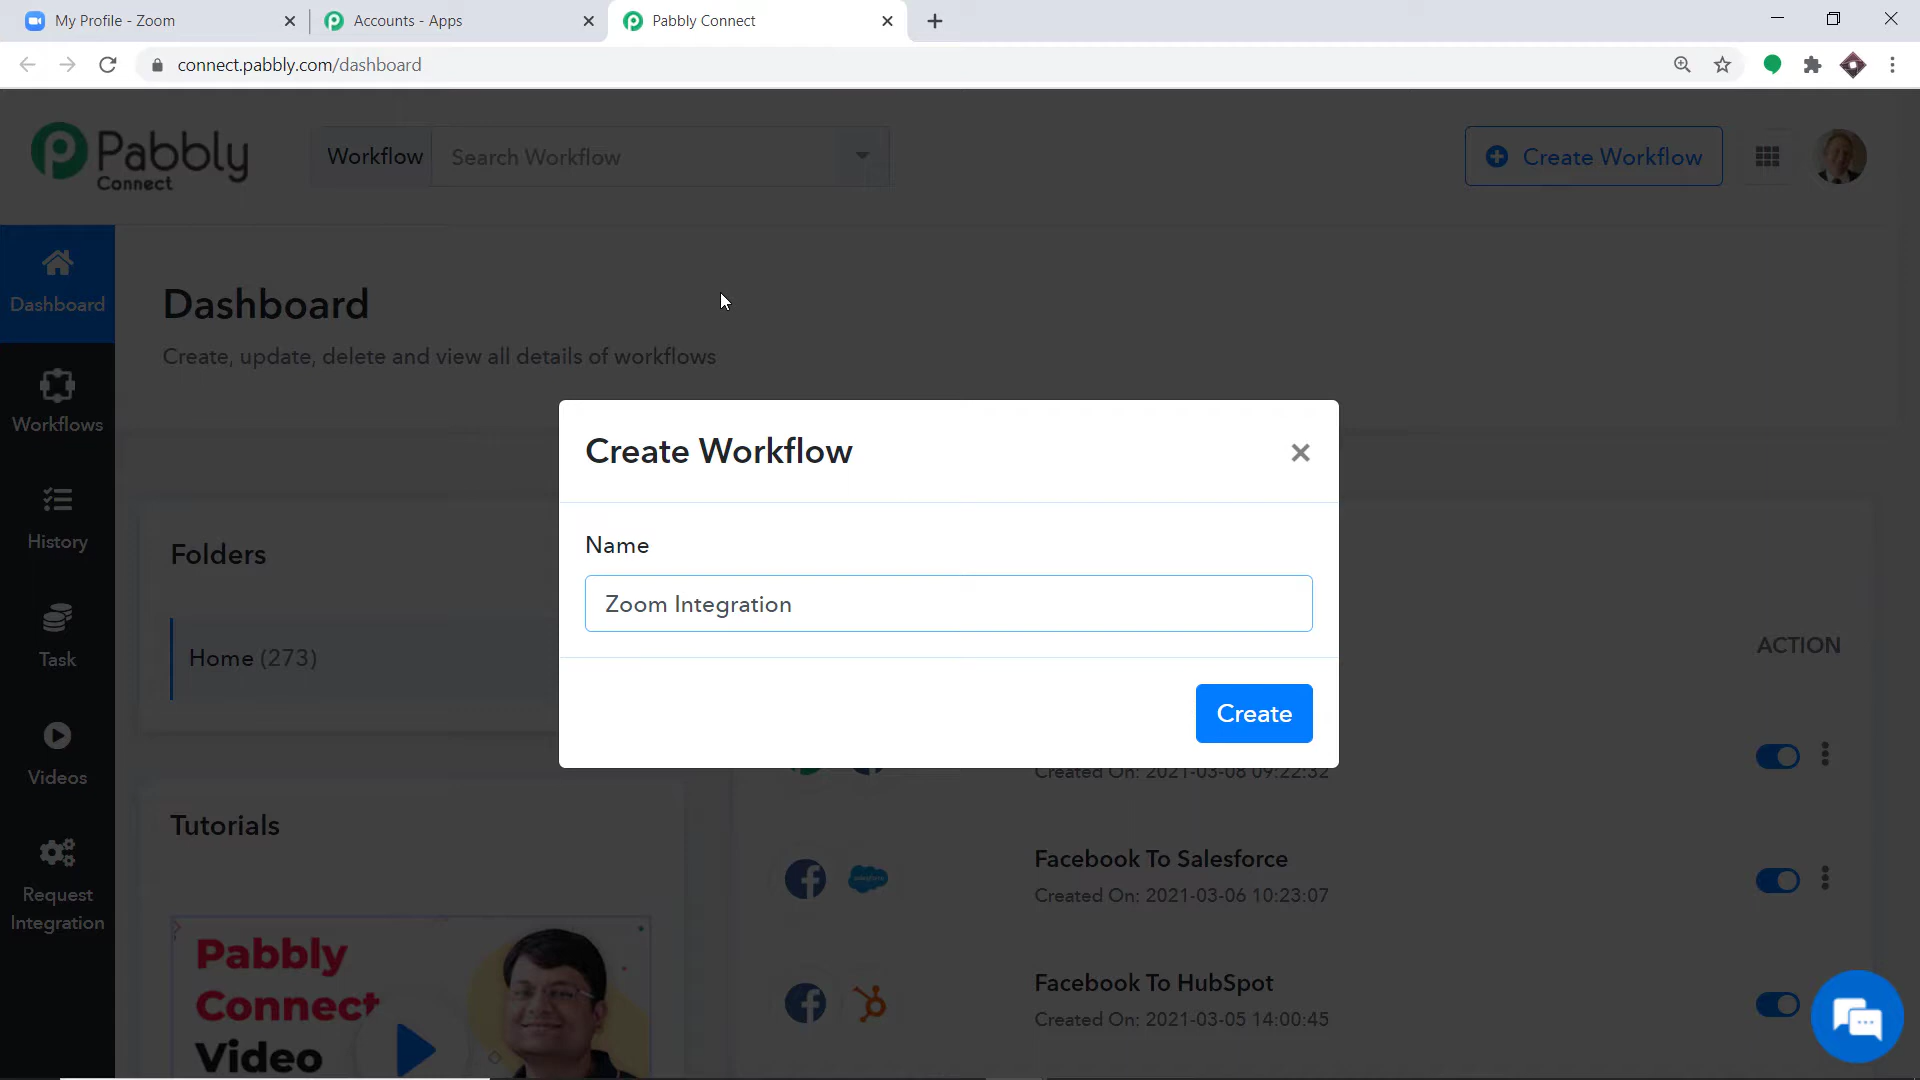 My Profile - Zoom
Accounts - Apps
Pabbly Connect
connect.pabbly.com/dashboard
Pabbly
Connect
Workflow
Search Workflow
Create Workflow
Dashboard
Workflows
History
Task
Videos
Request
Integration
Dashboard
Create, update, delete and view all details of workflows
Folders
Home (273)
Tutorials
Pabbly
Connect
Video
Create Workflow
Name
Zoom Integration
Create
ACTION
Created On: 2021-03-08 09:22:32
Facebook To Salesforce
Created On: 2021-03-06 10:23:07
salesforce
Facebook To HubSpot
Created On: 2021-03-05 14:00:45